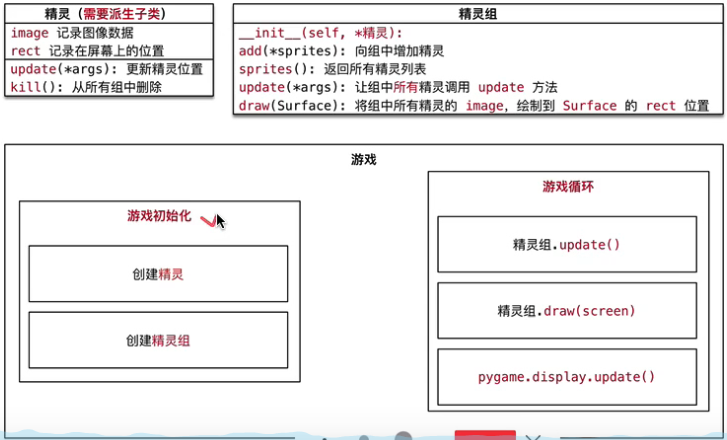 精灵（需要派生子类）
image 记录图像数据
rect 记录在屏幕上的位置
update(*args): 更新精灵位置
kill(): 从所有组中删除
精灵组
__init__(self, *精灵):
add(*sprites): 向组中增加精灵
sprites(): 返回所有精灵列表
update(*args): 让组中所有精灵调用 update 方法
draw(Surface): 将组中所有精灵的 image，绘制到 Surface 的 rect 位置
游戏
游戏初始化
创建精灵
创建精灵组
游戏循环
精灵组.update()
精灵组.draw(screen)
pygame.display.update()